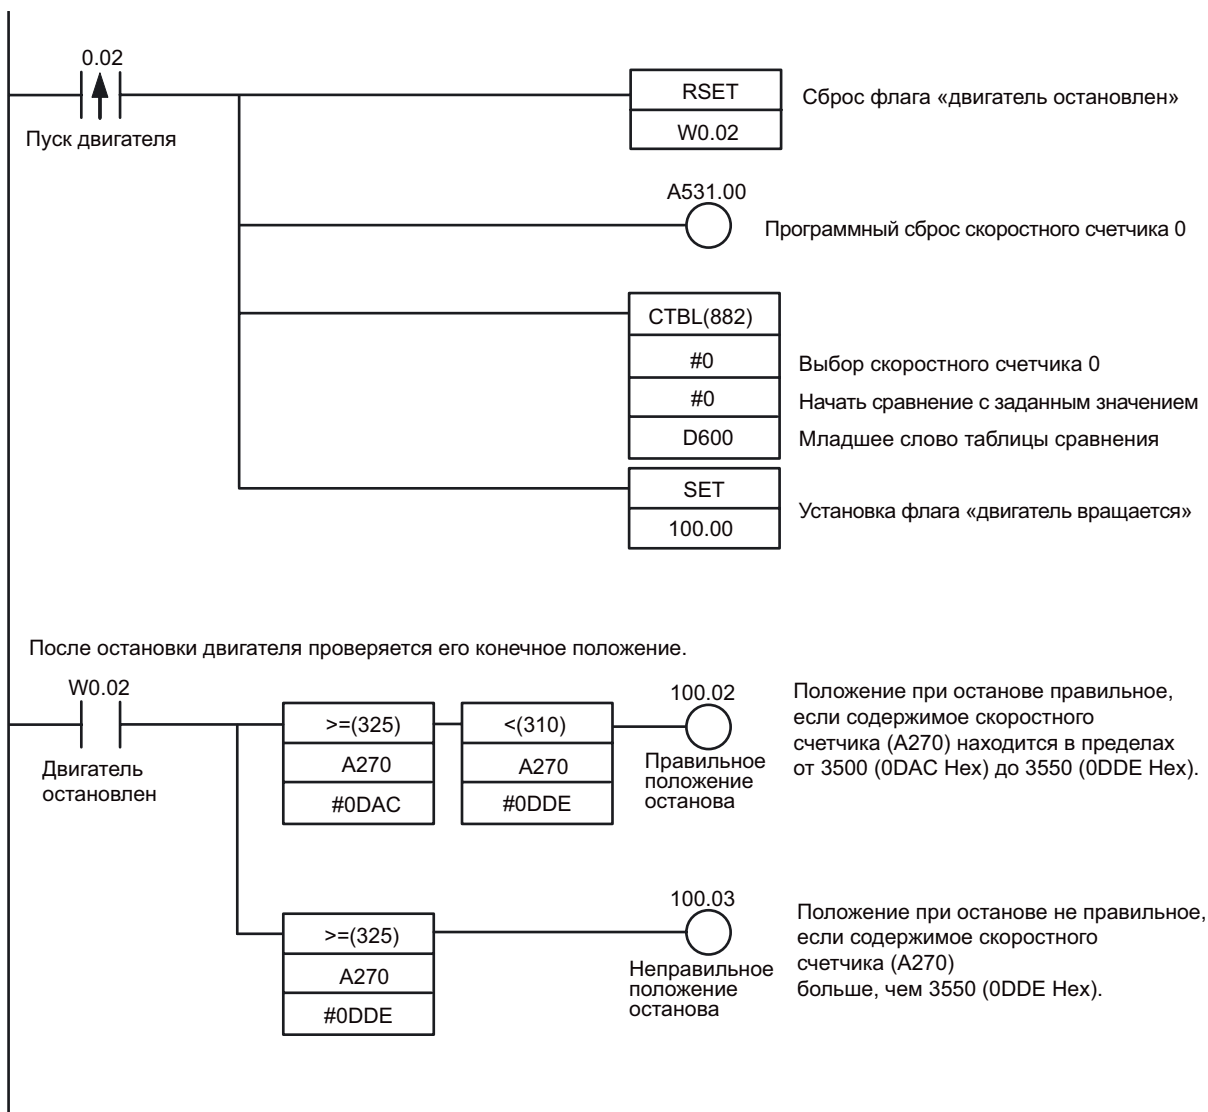 0.02
Пуск двигателя
RSET
W0.02
Сброс флага «двигатель остановлен»
A531.00
Программный сброс скоростного счетчика 0
CTBL(882)
#0
Выбор скоростного счетчика 0
#0
Начать сравнение с заданным значением
D600
Младшее слово таблицы сравнения
SET
100.00
Установка флага «двигатель вращается»
После остановки двигателя проверяется его конечное положение.
W0.02
Двигатель
остановлен
>=(325)
A270
#0DAC
<(310)
A270
#0DDE
100.02
Правильное
положение
останова
Положение при останове правильное,
если содержимое скоростного
счетчика (A270) находится в пределах
от 3500 (0DAC Hex) до 3550 (0DDE Hex).
>=(325)
A270
#0DDE
100.03
Неправильное
положение
останова
Положение при останове не правильное,
если содержимое скоростного
счетчика (A270)
больше, чем 3550 (0DDE Hex).